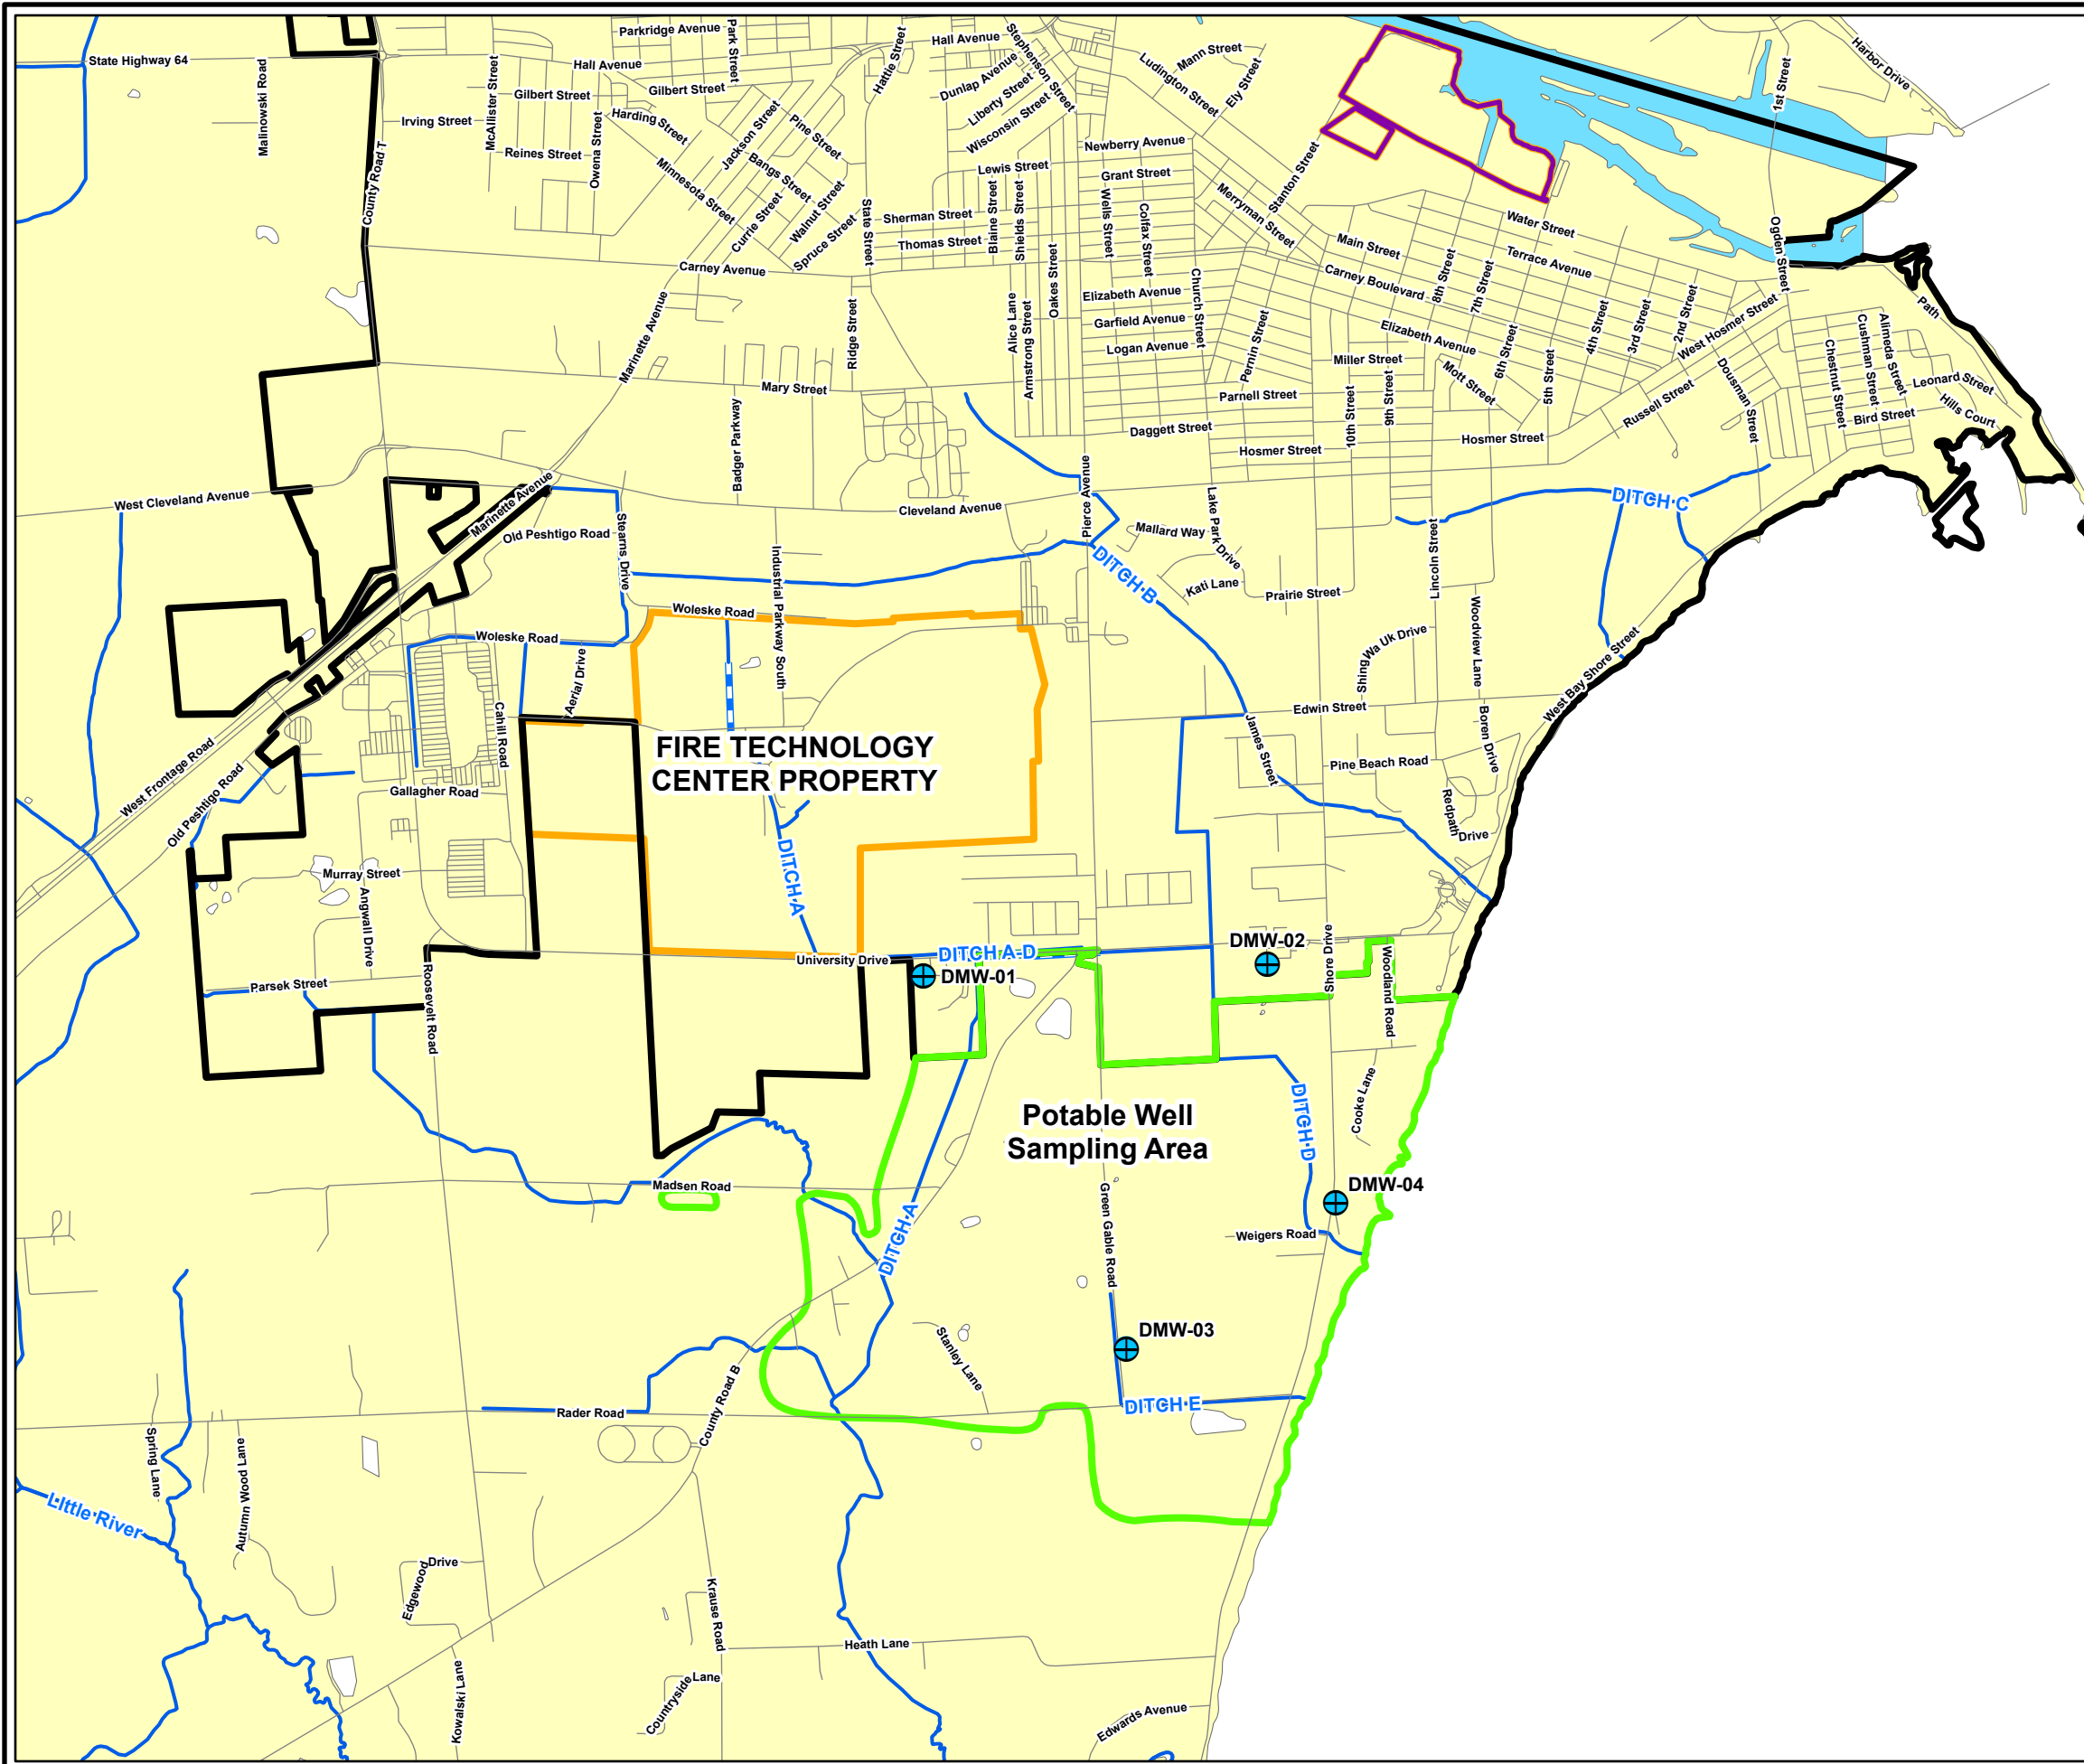 Parkridge Avenue
Park Street
Hall Avenue
Stephenson Street
Harbor Drive
State Highway 64
Malinowski Road
McAllister Street
Hall Avenue
Hattie Street
Mann Street
Ludington Street
Ely Street
1st Street
Gilbert Street
Gilbert Street
Dunlap Avenue
Liberty Street
Wisconsin Street
Irving Street
Harding Street
Owena Street
Jackson Street
Pine Street
Reines Street
Bangs Street
Minnesota Street
Currie Street
Walnut Street
Spruce Street
County Road T
State Street
Newberry Avenue
Lewis Street
Grant Street
Stanton Street
Merryman Street
Sherman Street
Thomas Street
Blaine Street
Shields Street
Wells Street
Colfax Street
Oakes Street
Church Street
Carney Avenue
Marinette Avenue
Main Street
Water Street
Terrace Avenue
Carney Boulevard
Ogden Street
8th Street
7th Street
6th Street
5th Street
4th Street
3rd Street
2nd Street
West Hosmer Street
Path
Elizabeth Avenue
Garfield Avenue
Logan Avenue
Alice Lane
Armstrong Street
Ridge Street
Pernin Street
Elizabeth Avenue
Miller Street
Mott Street
Mary Street
Badger Parkway
Parnell Street
Daggett Street
Hosmer Street
10th Street
9th Street
Hosmer Street
Russell Street
Dousman Street
Chestnut Street
Cushman Street
Alimeda Street
Leonard Street
Bird Street
Hills Court
West Cleveland Avenue
Marinette Avenue
Old Peshtigo Road
Stearns Drive
Cleveland Avenue
Pierce Avenue
Lake Park Drive
Mallard Way
Kati Lane
Prairie Street
Lincoln Street
DITCH C
DITCH B
Industrial Parkway South
Woleske Road
Woleske Road
Aerial Drive
Cahill Road
Shing
Wa Uk Drive
Woodview Lane
Boren Drive
Edwin Street
West Bay Shore Street
James Street
Pine Beach Road
Redpath
Drive
West Frontage Road
Old Peshtigo Road
Gallagher Road
FIRE TECHNOLOGY
CENTER PROPERTY
DITCH A
Murray Street
Angwall Drive
Parsek Street
Roosevelt Road
University Drive
DITCH A-D
DMW-01
DMW-02
Shore Drive
Woodland Road
Cooke Lane
DITCH D
Potable Well
Sampling Area
DMW-04
Madsen Road
DITCH A
Green Gable Road
Weigers Road
DMW-03
Stanley Lane
DITCH E
Rader Road
County Road B
Spring Lane
Autumn Wood Lane
LIttle River
Edgewood
Drive
Krause Road
Heath Lane
Kowalski Lane
Countryside
Lane
Edwards Avenue